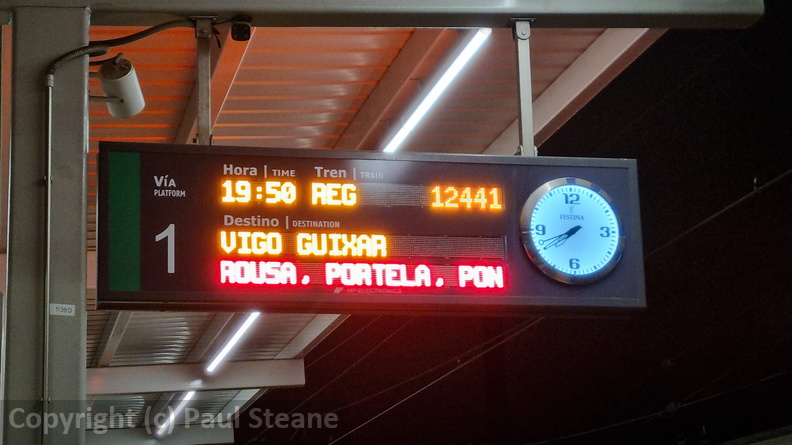 Hora | TIME Tren | TRAIN
VíA
PLATFORM
1
19:50 REG 12441
Destino | DESTINATION
VIGO GUIXAR
ROUSA, PORTELA, PON
12
9
3
6
FESTINA
11360
Copyright (c) Paul Steane